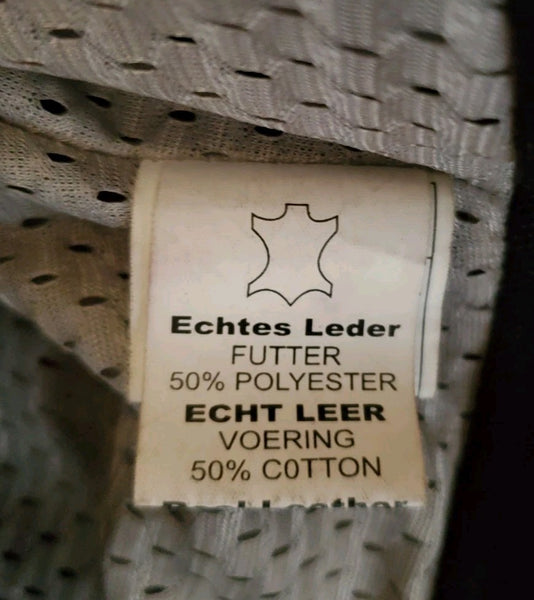 Echtes Leder
FUTTER
50% POLYESTER
ECHT LEER
VOERING
50% C0TTON